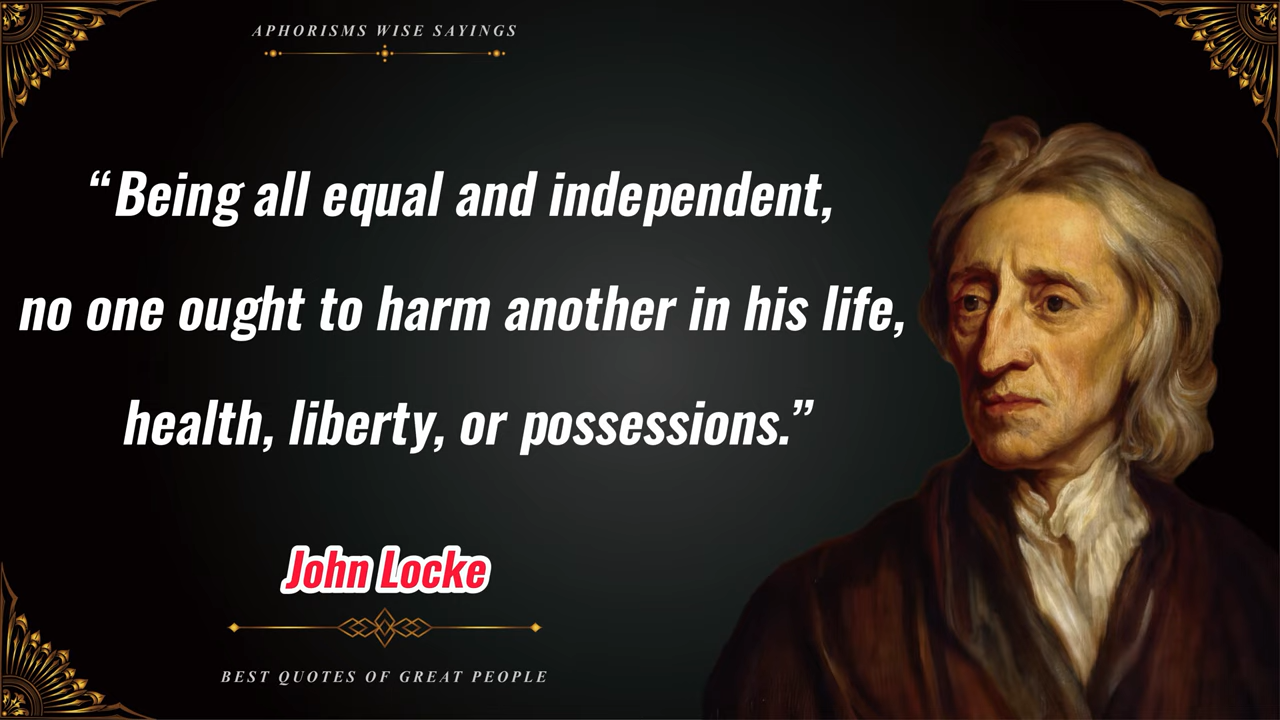 APHORISMS WISE SAYINGS
“Being all equal and independent,
no one ought to harm another in his life,
health, liberty, or possessions.”
John Locke
BEST QUOTES OF GREAT PEOPLE